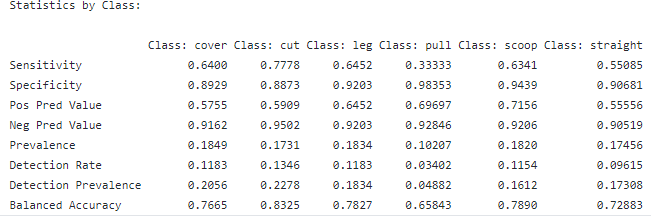 Statistics by Class:
Class: cover Class: cut Class: leg Class: pull Class: scoop Class: straight
Sensitivity 0.6400 0.7778 0.6452 0.33333 0.6341 0.55085
Specificity 0.8929 0.8873 0.9203 0.98353 0.9439 0.90681
Pos Pred Value 0.5755 0.5909 0.6452 0.69697 0.7156 0.55556
Neg Pred Value 0.9162 0.9502 0.9203 0.92846 0.9206 0.90519
Prevalence 0.1849 0.1731 0.1834 0.10207 0.1820 0.17456
Detection Rate 0.1183 0.1346 0.1183 0.03402 0.1154 0.09615
Detection Prevalence 0.2056 0.2278 0.1834 0.04882 0.1612 0.17308
Balanced Accuracy 0.7665 0.8325 0.7827 0.65843 0.7890 0.72883